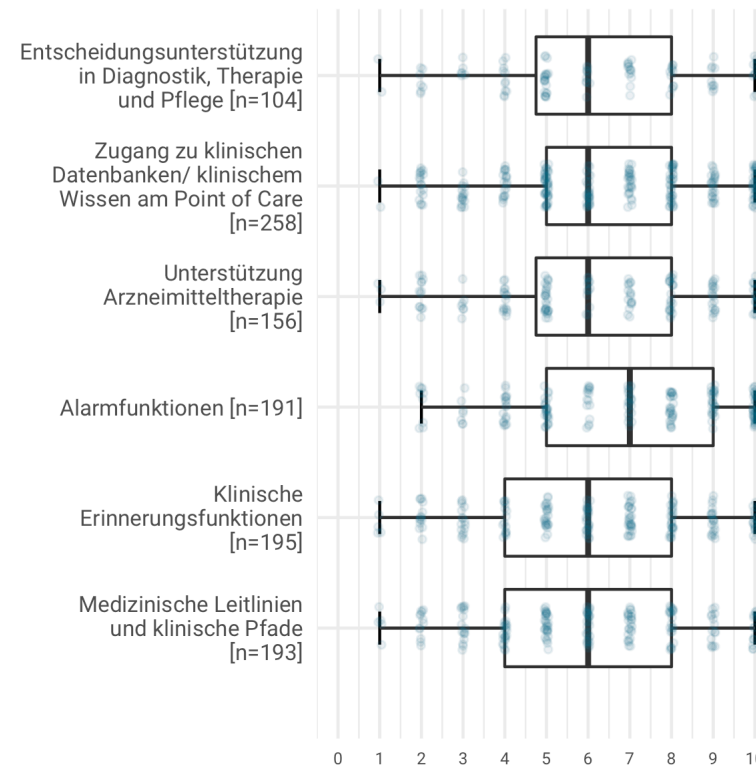 Entscheidungsunterstützung
in Diagnostik, Therapie
und Pflege [n=104]
Zugang zu klinischen
Datenbanken/ klinischem
Wissen am Point of Care
[n=258]
Unterstützung
Arzneimitteltherapie
[n=156]
Alarmfunktionen [n=191]
Klinische
Erinnerungsfunktionen
[n=195]
Medizinische Leitlinien
und klinische Pfade
[n=193]
0 1 2 3 4 5 6 7 8 9